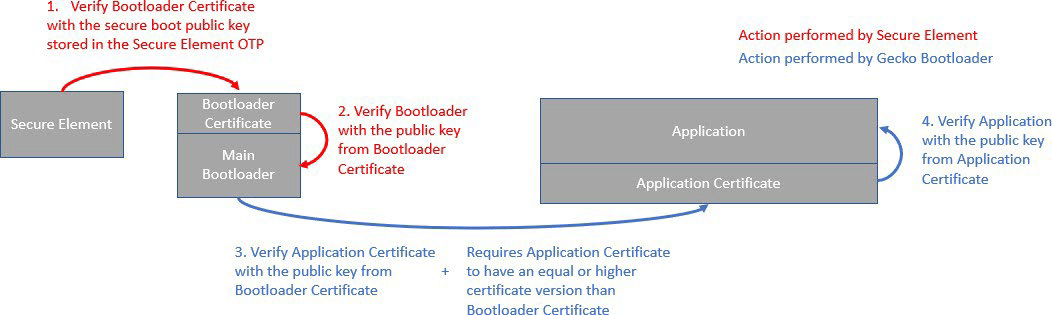 1. Verify Bootloader Certificate
with the secure boot public key
stored in the Secure Element OTP
Action performed by Secure Element
Action performed by Gecko Bootloader
Secure Element
Bootloader
Certificate
Main
Bootloader
2. Verify Bootloader
with the public key
from Bootloader
Certificate
Application
Application Certificate
4. Verify Application
with the public key
from Application
Certificate
3. Verify Application Certificate
with the public key from
Bootloader Certificate
+
Requires Application Certificate
to have an equal or higher
certificate version than
Bootloader Certificate